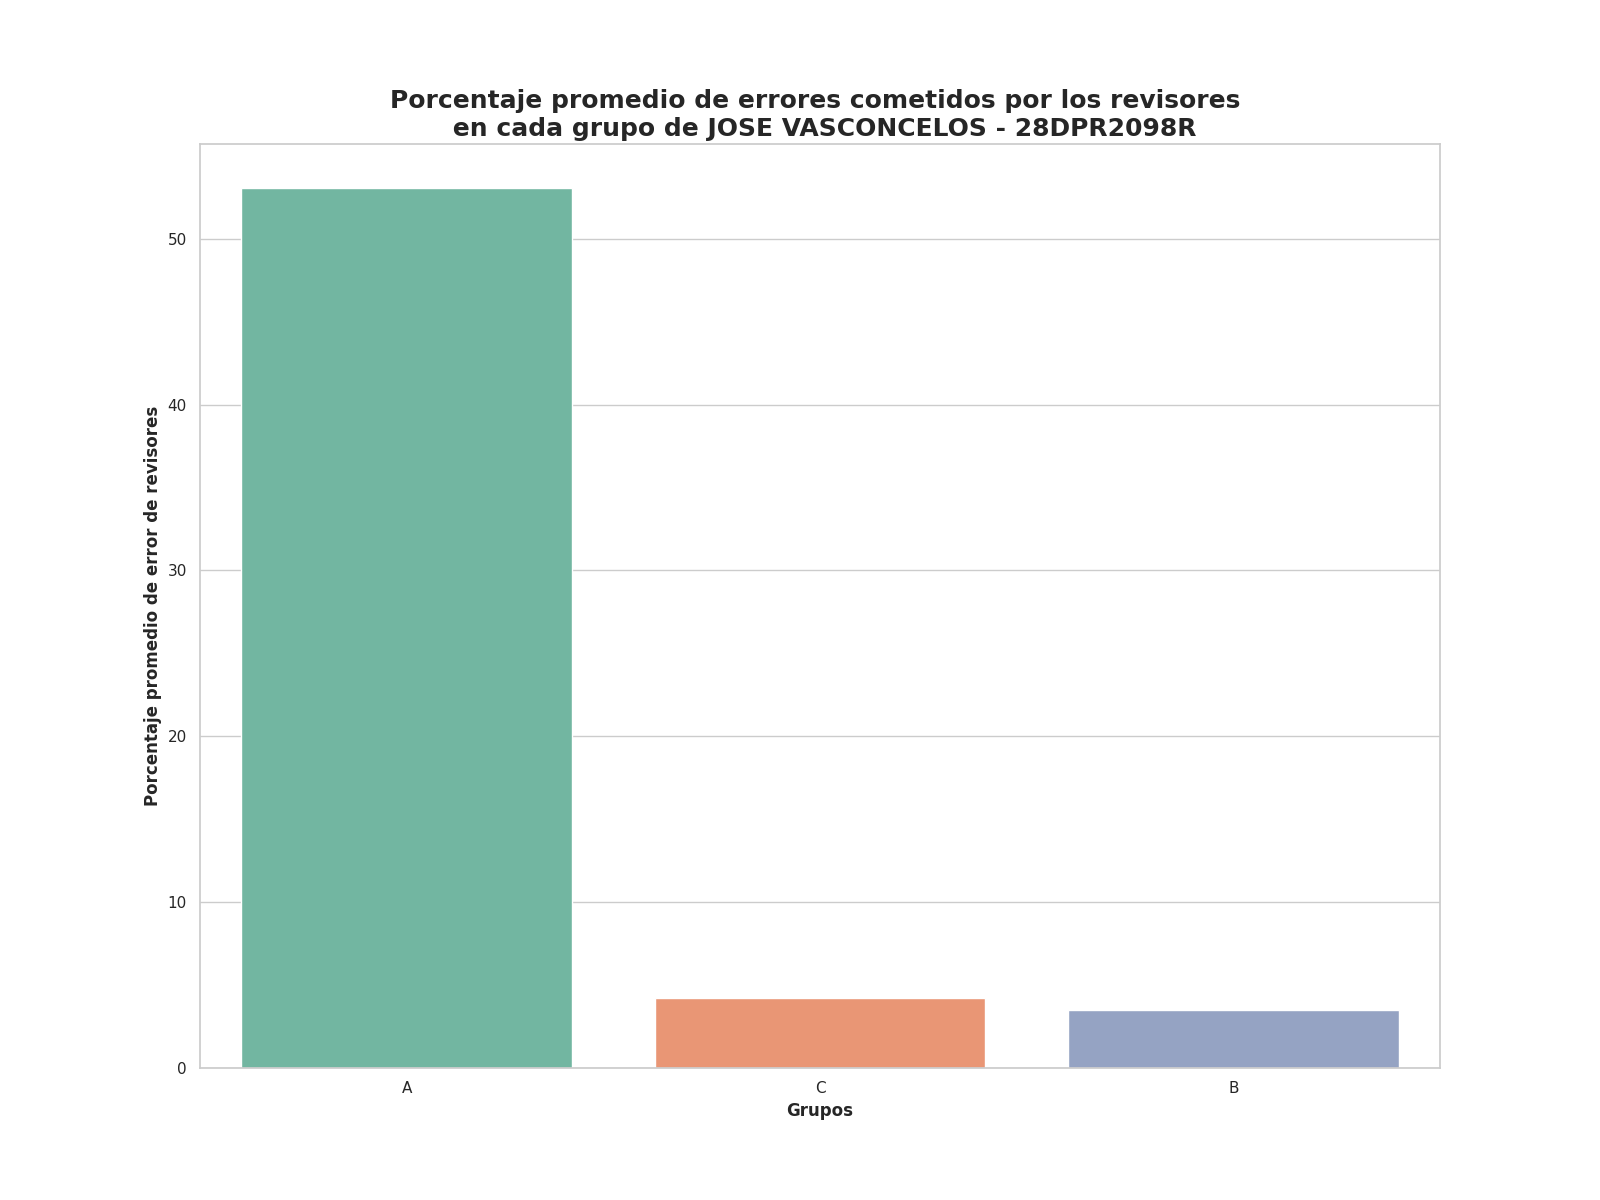 Porcentaje promedio de errores cometidos por los revisores
en cada grupo de JOSE VASCONCELOS - 28DPR2098R
Porcentaje promedio de error de revisores
50
40
30
20
10
0
A
C
B
Grupos